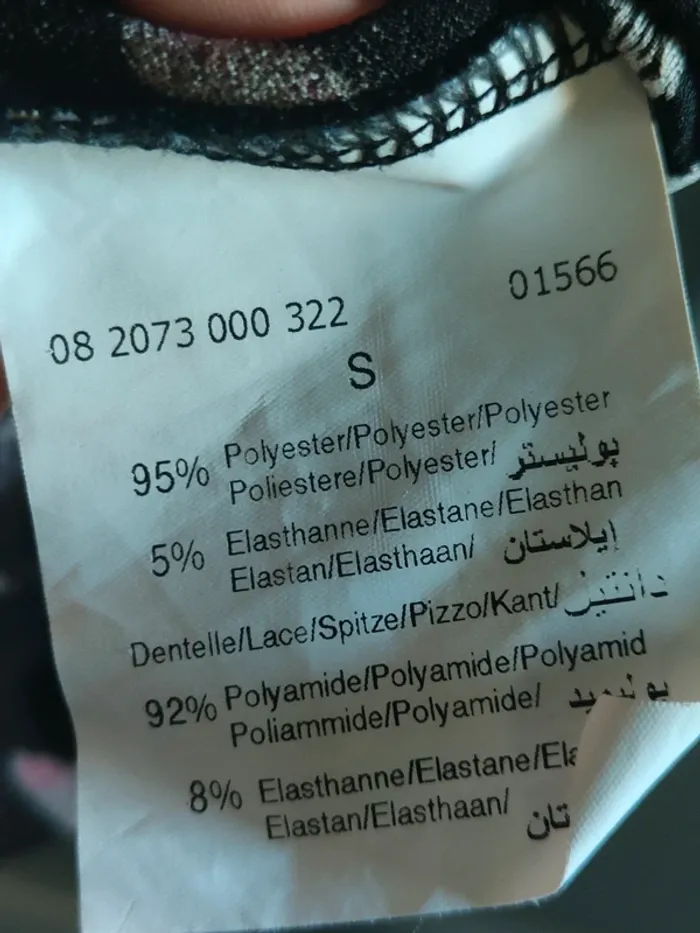 08 2073 000 322 01566
S
95% Polyester/Polyester/Polyester
Poliestere/Polyester/ بوليستر
5% Elasthanne/Elastane/Elasthan
Elastan/Elasthaan/ إيلاستان
Dentelle/Lace/Spitze/Pizzo/Kant/ دانتيل
92% Polyamide/Polyamide/Polyamid
Poliammide/Polyamide/
8% Elasthanne/Elastane/
Elastan/Elasthaan/